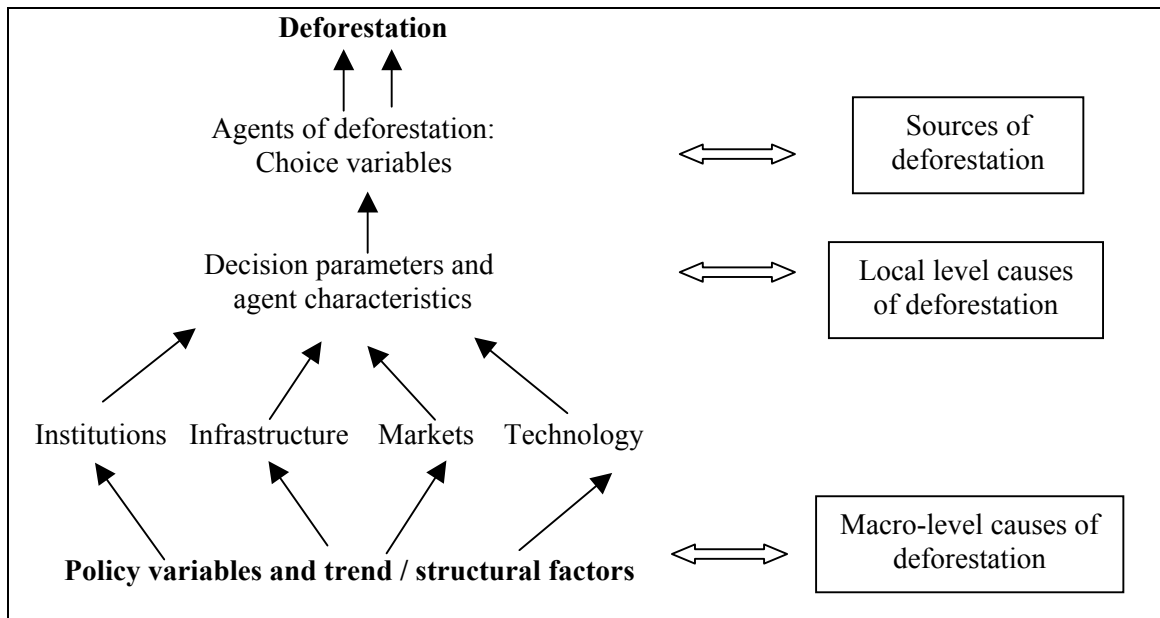 Deforestation
Agents of deforestation:
Choice variables
Sources of
deforestation
Decision parameters and
agent characteristics
Local level causes
of deforestation
Institutions Infrastructure Markets Technology
Macro-level causes of
deforestation
Policy variables and trend / structural factors